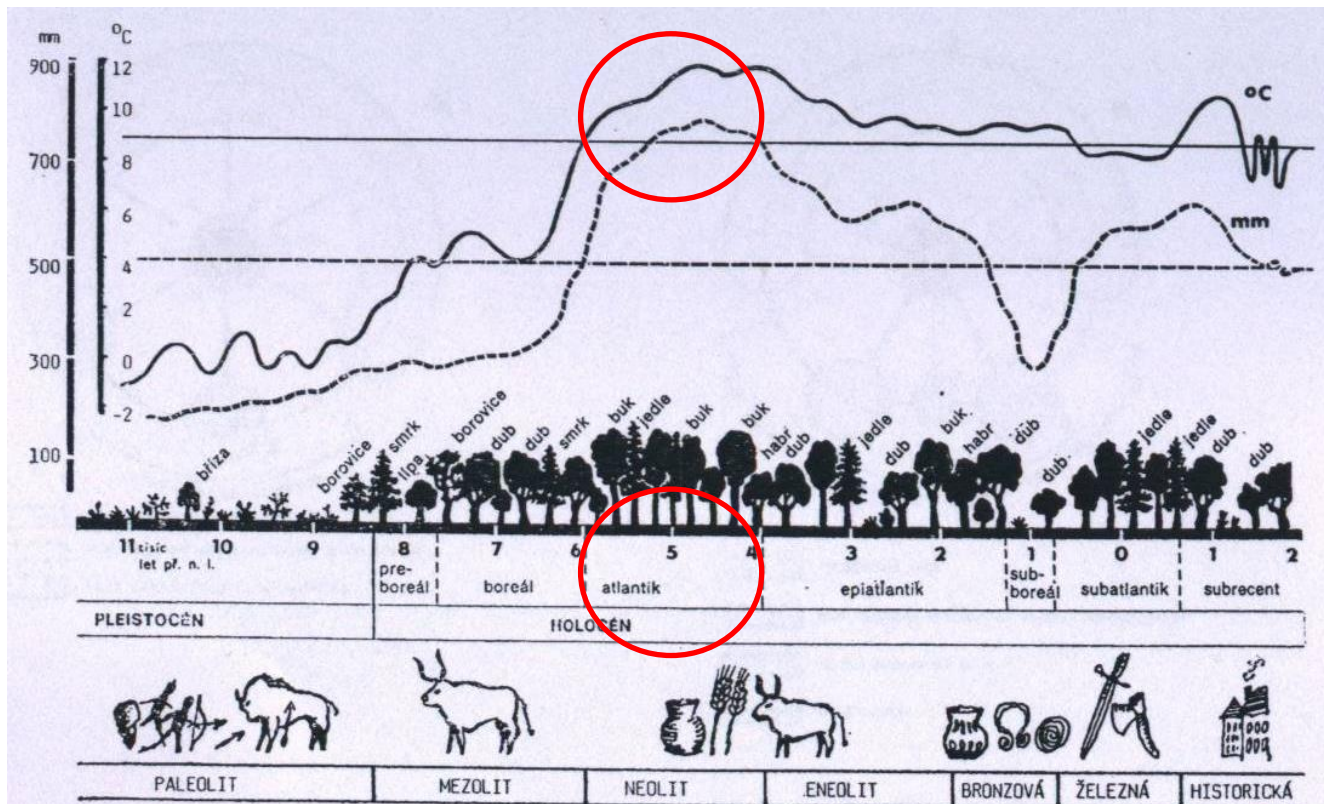 mm °C
900 12
10
700 8
6
500 4
2
300 0
-2
100
°C
mm
bříza
borovice
smrk
lípa
borovice
dub
dub
smrk
buk
jedle
buk
buk
habr
dub
jedle
dub
buk
habr
dub
dub
jedle
jedle
dub
dub
11 10 9 8 7 6 5 4 3 2 1 0 1 2
tisíc
let př. n. l.
pre-
boreál
boreál
atlantik
epiatlantik
sub-
boreál
subatlantik
subrecent
PLEISTOCÉN HOLOCÉN
PALEOLIT MEZOLIT NEOLIT ENEOLIT BRONZOVÁ ŽELEZNÁ HISTORICKÁ